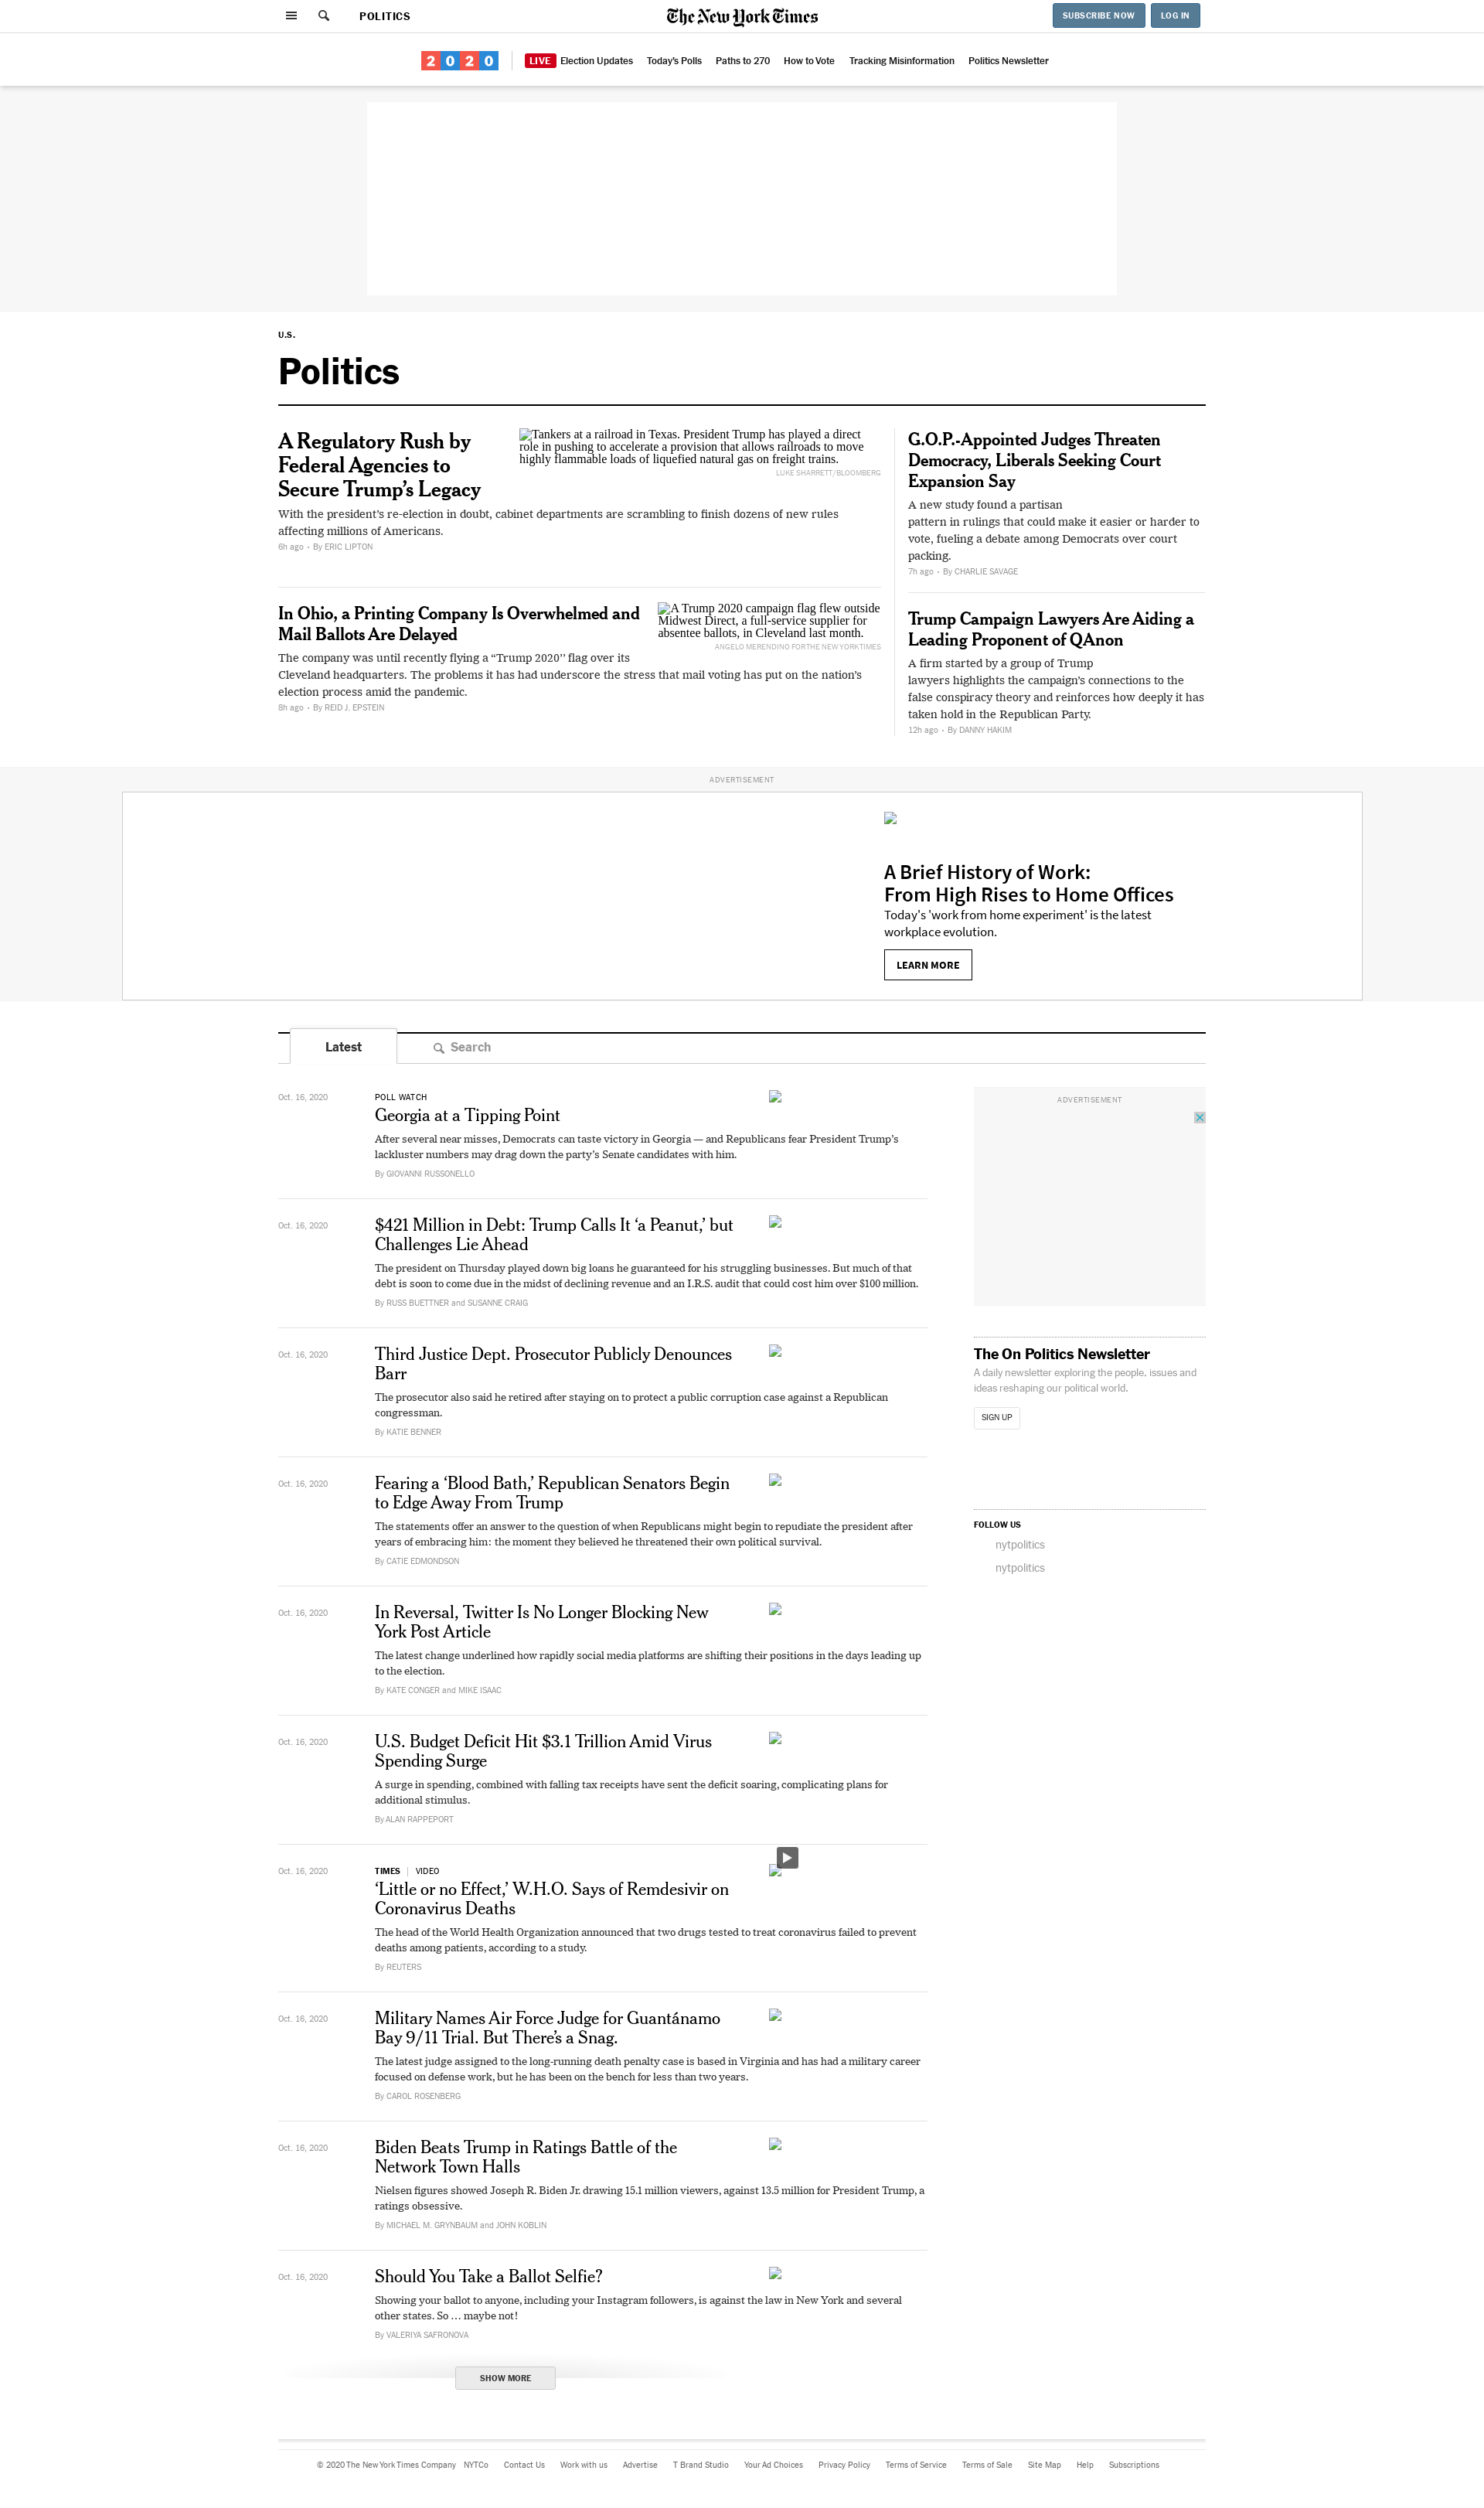 POLITICS
The New York Times
SUBSCRIBE NOW
LOG IN
2020
LIVE Election Updates
Today's Polls
Paths to 270
How to Vote
Tracking Misinformation
Politics Newsletter
U.S.
Politics
A Regulatory Rush by
Federal Agencies to
Secure Trump’s Legacy
Tankers at a railroad in Texas. President Trump has played a direct
role in pushing to accelerate a provision that allows railroads to move
highly flammable loads of liquefied natural gas on freight trains.
LUKE SHARRETT/BLOOMBERG
With the president’s re-election in doubt, cabinet departments are scrambling to finish dozens of new rules
affecting millions of Americans.
6h ago • By ERIC LIPTON
In Ohio, a Printing Company Is Overwhelmed and
Mail Ballots Are Delayed
A Trump 2020 campaign flag flew outside
Midwest Direct, a full-service supplier for
absentee ballots, in Cleveland last month.
ANGELO MERENDINO FOR THE NEW YORK TIMES
The company was until recently flying a “Trump 2020” flag over its
Cleveland headquarters. The problems it has had underscore the stress that mail voting has put on the nation’s
election process amid the pandemic.
8h ago • By REID J. EPSTEIN
G.O.P.-Appointed Judges Threaten
Democracy, Liberals Seeking Court
Expansion Say
A new study found a partisan
pattern in rulings that could make it easier or harder to
vote, fueling a debate among Democrats over court
packing.
7h ago • By CHARLIE SAVAGE
Trump Campaign Lawyers Are Aiding a
Leading Proponent of QAnon
A firm started by a group of Trump
lawyers highlights the campaign’s connections to the
false conspiracy theory and reinforces how deeply it has
taken hold in the Republican Party.
12h ago • By DANNY HAKIM
ADVERTISEMENT
A Brief History of Work:
From High Rises to Home Offices
Today's 'work from home experiment' is the latest
workplace evolution.
LEARN MORE
Latest
Search
Oct. 16, 2020
POLL WATCH
Georgia at a Tipping Point
After several near misses, Democrats can taste victory in Georgia — and Republicans fear President Trump’s
lackluster numbers may drag down the party’s Senate candidates with him.
By GIOVANNI RUSSONELLO
Oct. 16, 2020
$421 Million in Debt: Trump Calls It ‘a Peanut,’ but
Challenges Lie Ahead
The president on Thursday played down big loans he guaranteed for his struggling businesses. But much of that
debt is soon to come due in the midst of declining revenue and an I.R.S. audit that could cost him over $100 million.
By RUSS BUETTNER and SUSANNE CRAIG
Oct. 16, 2020
Third Justice Dept. Prosecutor Publicly Denounces
Barr
The prosecutor also said he retired after staying on to protect a public corruption case against a Republican
congressman.
By KATIE BENNER
Oct. 16, 2020
Fearing a ‘Blood Bath,’ Republican Senators Begin
to Edge Away From Trump
The statements offer an answer to the question of when Republicans might begin to repudiate the president after
years of embracing him: the moment they believed he threatened their own political survival.
By CATIE EDMONDSON
Oct. 16, 2020
In Reversal, Twitter Is No Longer Blocking New
York Post Article
The latest change underlined how rapidly social media platforms are shifting their positions in the days leading up
to the election.
By KATE CONGER and MIKE ISAAC
Oct. 16, 2020
U.S. Budget Deficit Hit $3.1 Trillion Amid Virus
Spending Surge
A surge in spending, combined with falling tax receipts have sent the deficit soaring, complicating plans for
additional stimulus.
By ALAN RAPPEPORT
Oct. 16, 2020
TIMES | VIDEO
‘Little or no Effect,’ W.H.O. Says of Remdesivir on
Coronavirus Deaths
The head of the World Health Organization announced that two drugs tested to treat coronavirus failed to prevent
deaths among patients, according to a study.
By REUTERS
Oct. 16, 2020
Military Names Air Force Judge for Guantánamo
Bay 9/11 Trial. But There’s a Snag.
The latest judge assigned to the long-running death penalty case is based in Virginia and has had a military career
focused on defense work, but he has been on the bench for less than two years.
By CAROL ROSENBERG
Oct. 16, 2020
Biden Beats Trump in Ratings Battle of the
Network Town Halls
Nielsen figures showed Joseph R. Biden Jr. drawing 15.1 million viewers, against 13.5 million for President Trump, a
ratings obsessive.
By MICHAEL M. GRYNBAUM and JOHN KOBLIN
Oct. 16, 2020
Should You Take a Ballot Selfie?
Showing your ballot to anyone, including your Instagram followers, is against the law in New York and several
other states. So … maybe not!
By VALERIYA SAFRONOVA
SHOW MORE
ADVERTISEMENT
The On Politics Newsletter
A daily newsletter exploring the people, issues and
ideas reshaping our political world.
SIGN UP
FOLLOW US
nytpolitics
nytpolitics
© 2020 The New York Times Company
NYTCo
Contact Us
Work with us
Advertise
T Brand Studio
Your Ad Choices
Privacy Policy
Terms of Service
Terms of Sale
Site Map
Help
Subscriptions